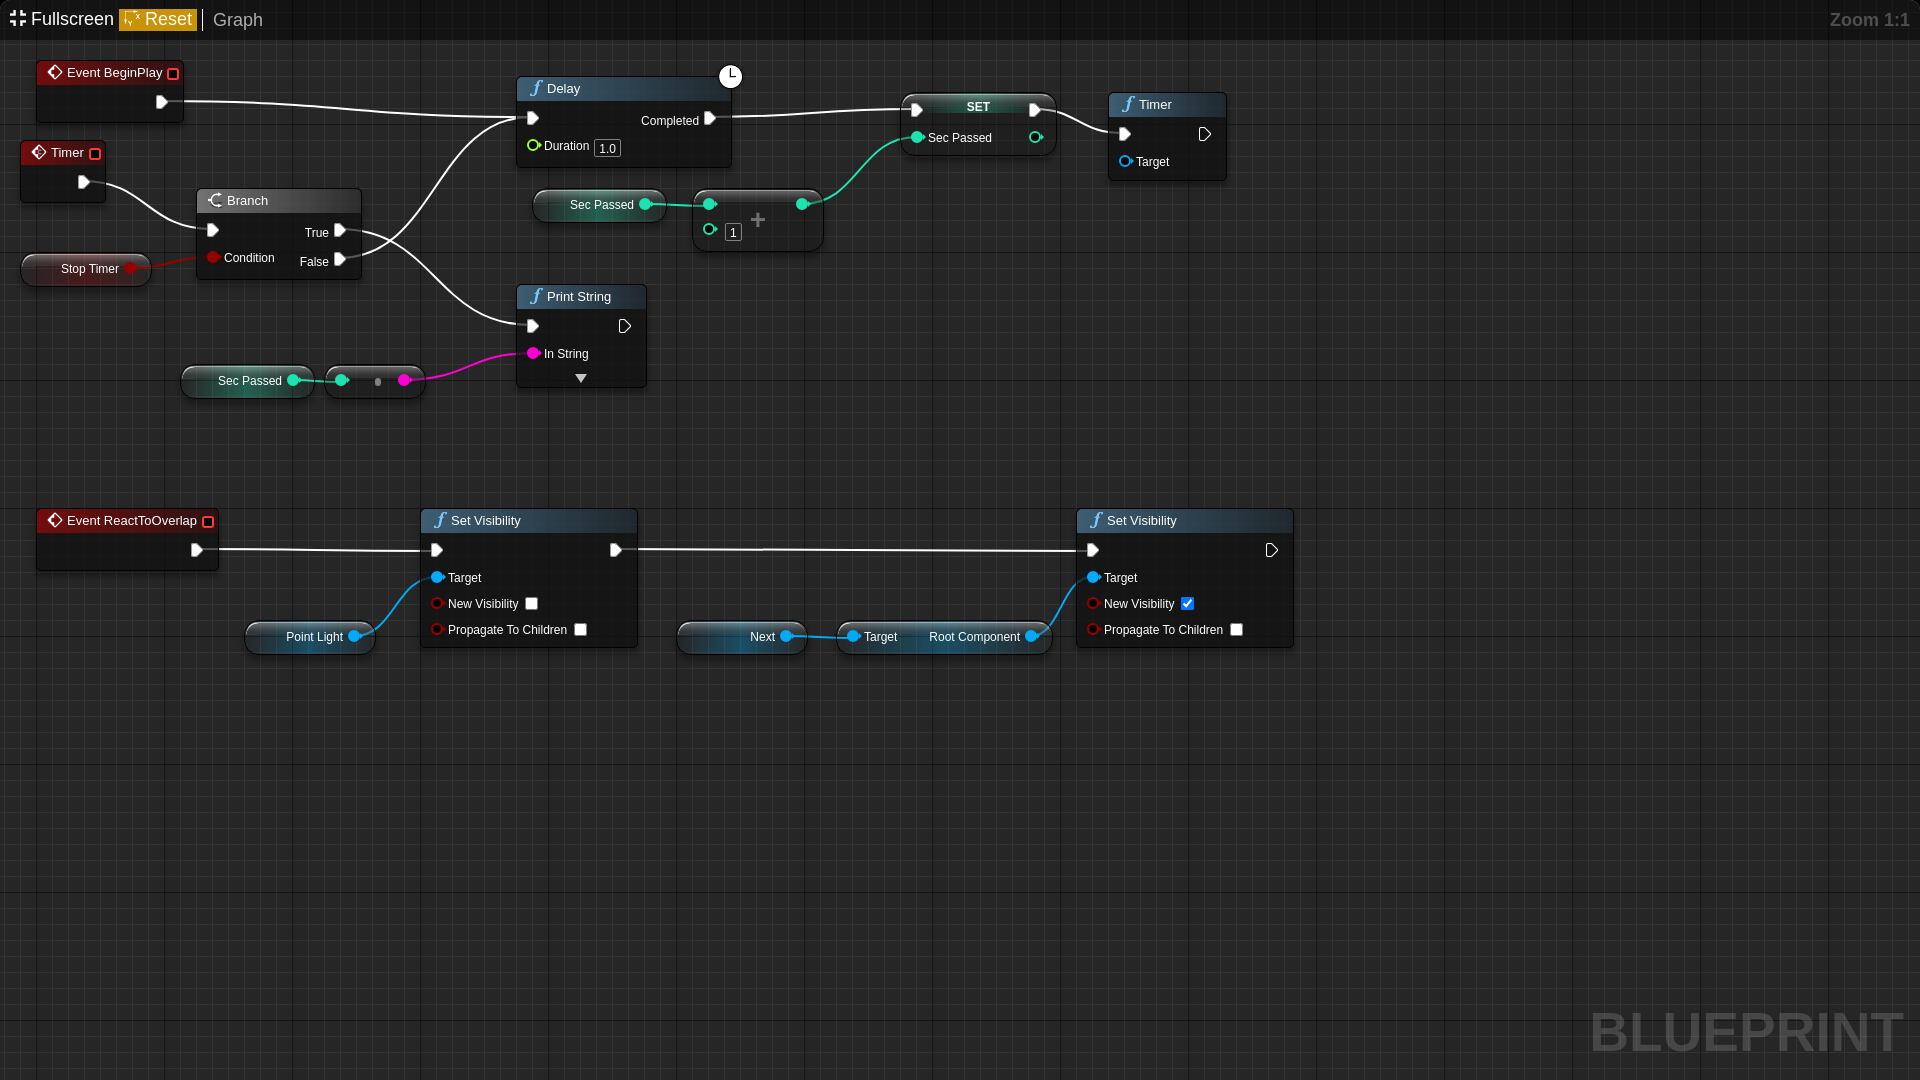 Fullscreen Reset Graph Zoom 1:1
Event BeginPlay
Delay
Completed
Duration 1.0
SET
Sec Passed
Timer
Target
Timer
Branch
True
Condition
False
Stop Timer
Sec Passed
+
1
Print String
In String
Sec Passed
Event ReactToOverlap
Set Visibility
Target
New Visibility
Propagate To Children
Point Light
Next
Target Root Component
Set Visibility
Target
New Visibility
Propagate To Children
BLUEPRINT